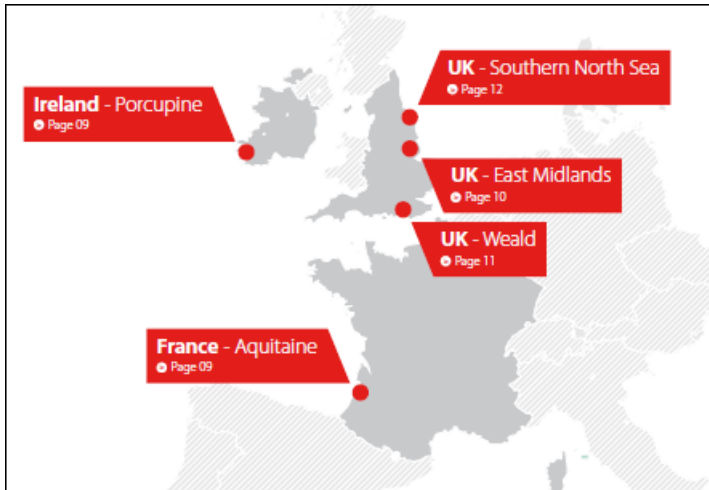 UK - Southern North Sea
Page 12
Ireland - Porcupine
Page 09
UK - East Midlands
Page 10
UK - Weald
Page 11
France - Aquitaine
Page 09